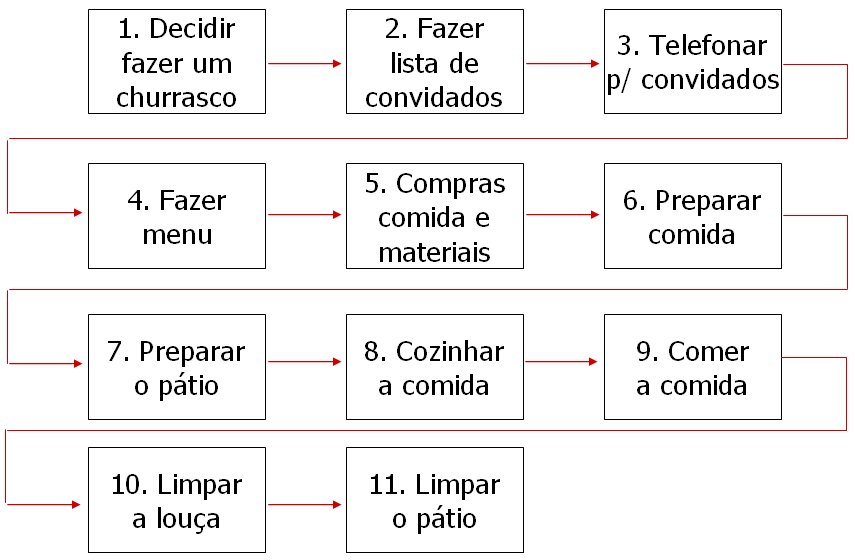 1. Decidir
fazer um
churrasco
2. Fazer
lista de
convidados
3. Telefonar
p/ convidados
4. Fazer
menu
5. Compras
comida e
materiais
6. Preparar
comida
7. Preparar
o pátio
8. Cozinhar
a comida
9. Comer
a comida
10. Limpar
a louça
11. Limpar
o pátio